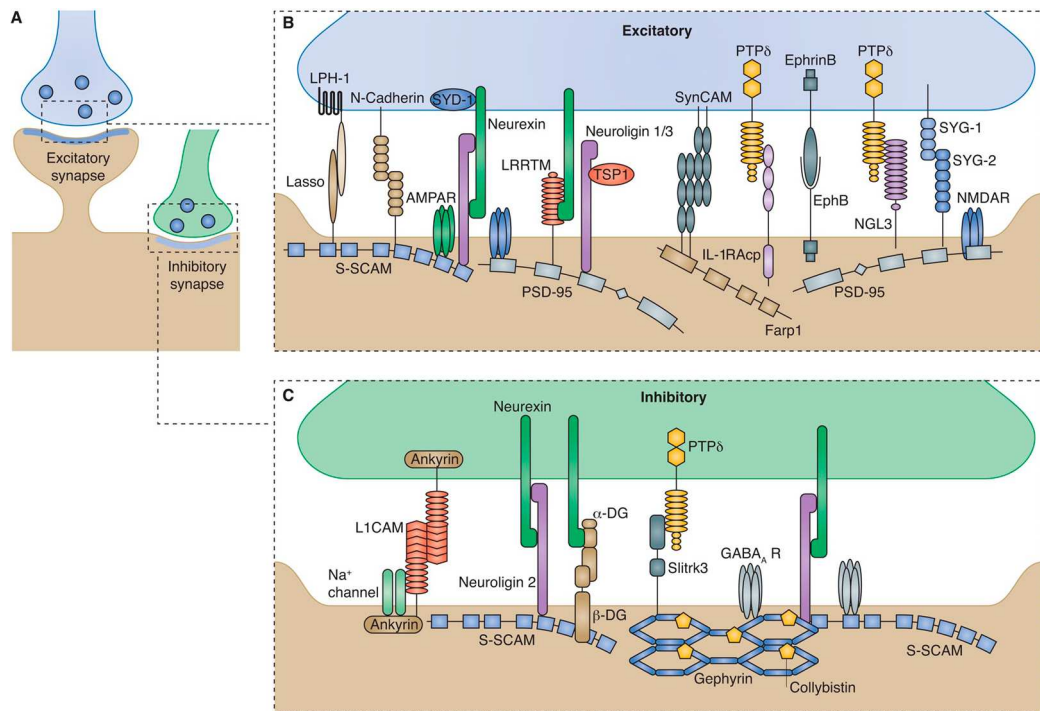 A
Excitatory
synapse
Inhibitory
synapse
B
Excitatory
LPH-1
N-Cadherin
SYD-1
Neurexin
SynCAM
PTPδ
EphrinB
PTPδ
Neuroligin 1/3
SYG-1
LRRTM
TSP1
SYG-2
Lasso
AMPAR
EphB
NMDAR
NGL3
S-SCAM
IL-1RAcp
PSD-95
PSD-95
Farp1
C
Inhibitory
Neurexin
Ankyrin
PTPδ
α-DG
L1CAM
GABAA R
Slitrk3
Na+
channel
Neuroligin 2
β-DG
Ankyrin
S-SCAM
S-SCAM
Gephyrin
Collybistin